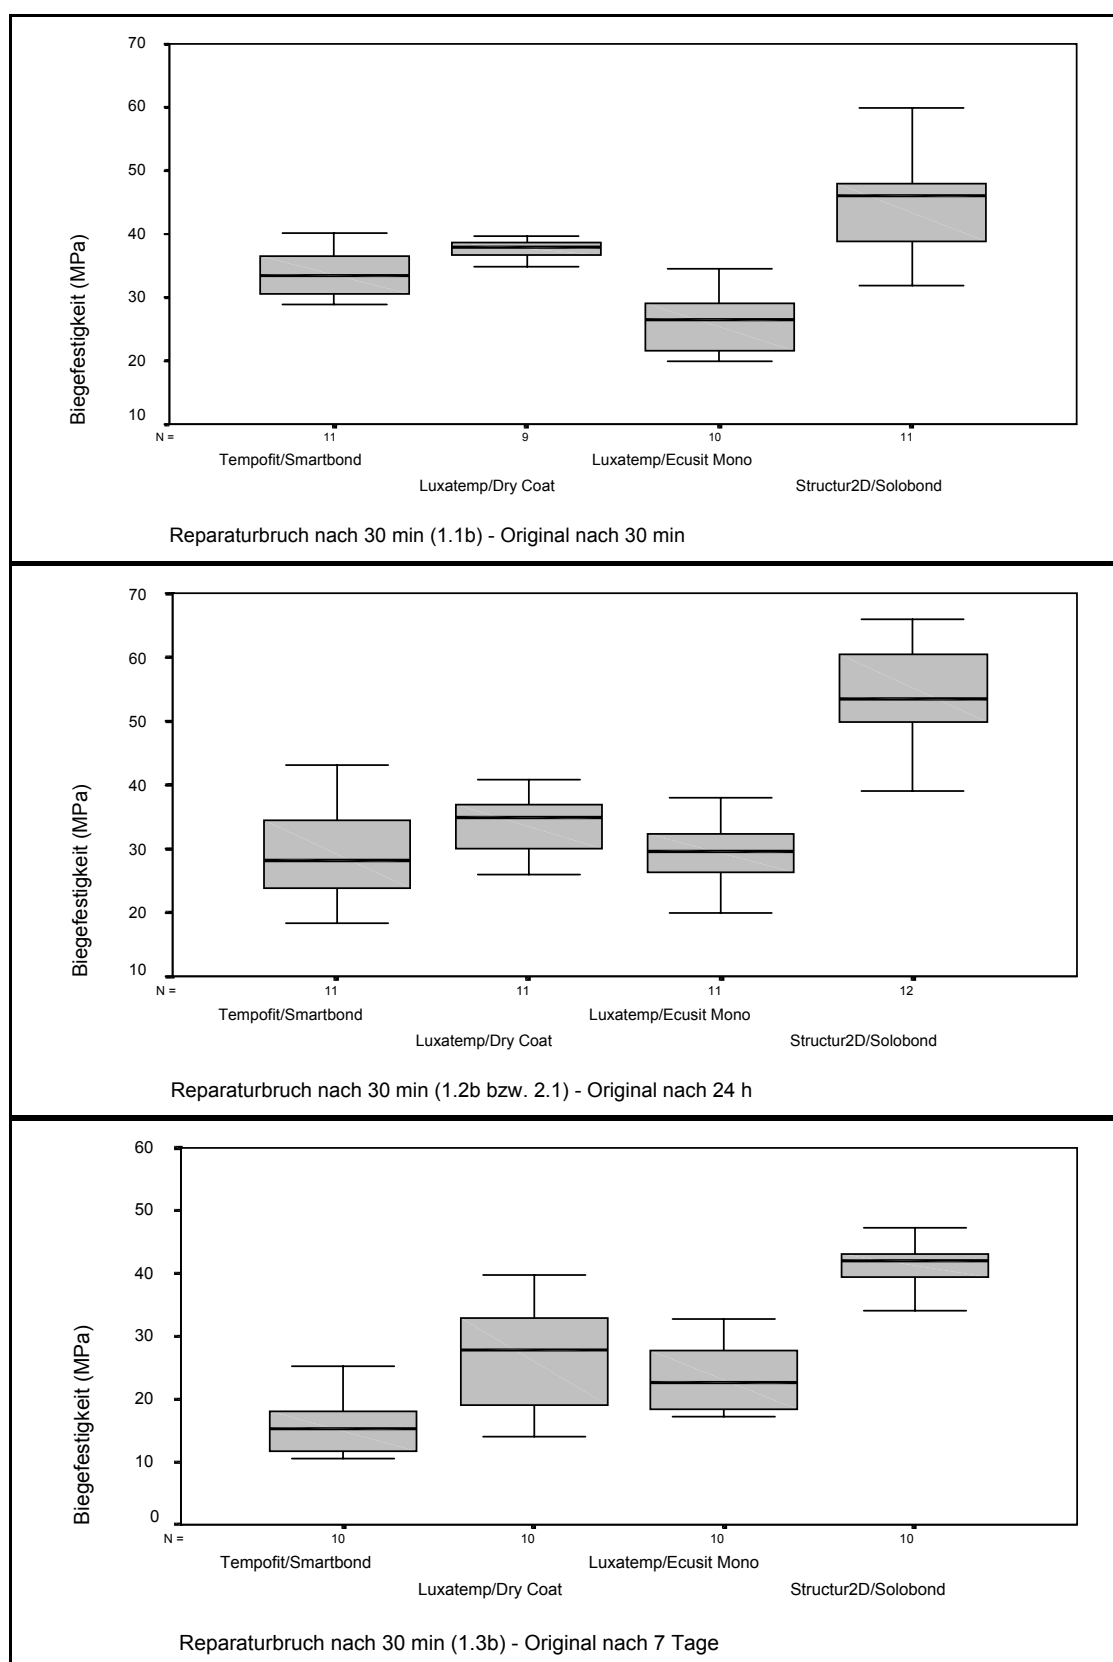 70
60
50
40
30
20
10
Biegefestigkeit (MPa)
N = 11 9 10 11
Tempofit/Smartbond Luxatemp/Ecusit Mono
Luxatemp/Dry Coat Structur2D/Solobond
Reparaturbruch nach 30 min (1.1b) - Original nach 30 min
70
60
50
40
30
20
10
Biegefestigkeit (MPa)
N = 11 11 11 12
Tempofit/Smartbond Luxatemp/Ecusit Mono
Luxatemp/Dry Coat Structur2D/Solobond
Reparaturbruch nach 30 min (1.2b bzw. 2.1) - Original nach 24 h
60
50
40
30
20
10
0
Biegefestigkeit (MPa)
N = 10 10 10 10
Tempofit/Smartbond Luxatemp/Ecusit Mono
Luxatemp/Dry Coat Structur2D/Solobond
Reparaturbruch nach 30 min (1.3b) - Original nach 7 Tage